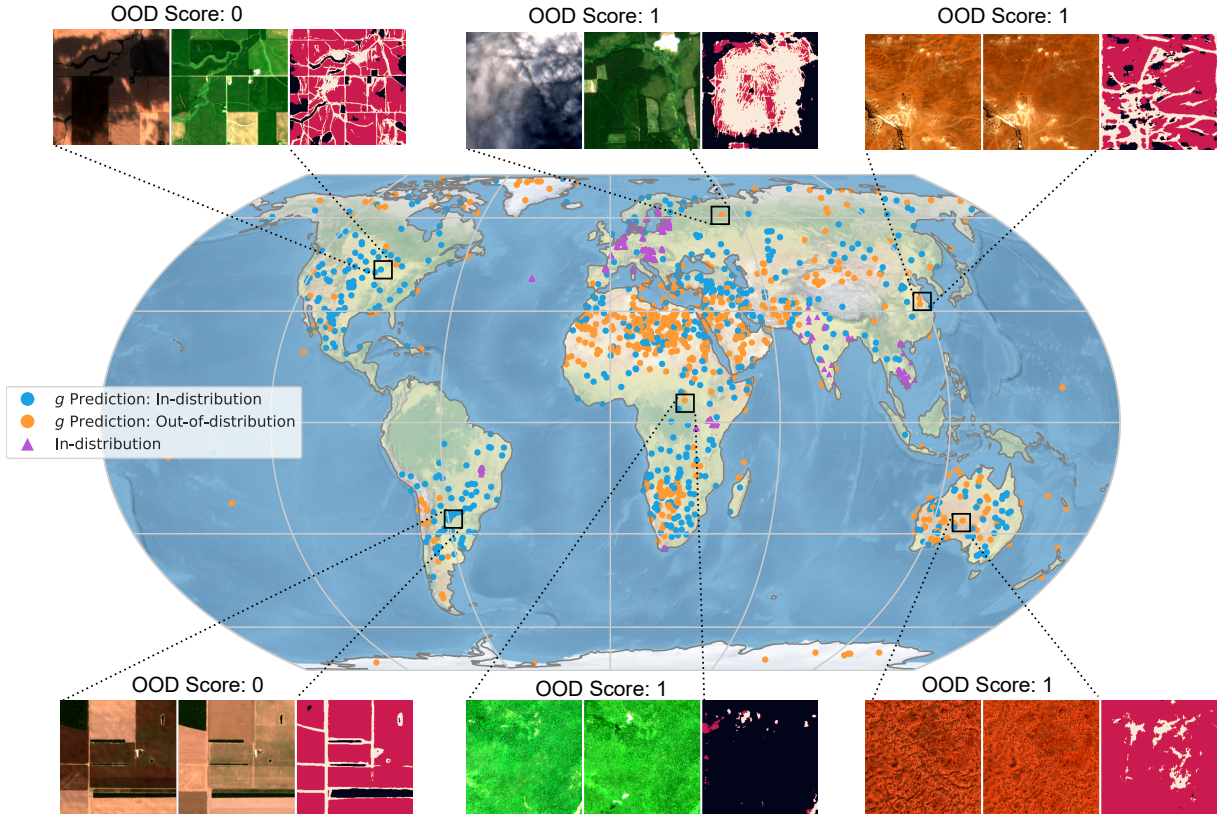 OOD Score: 0
OOD Score: 1
OOD Score: 1
g Prediction: In-distribution
g Prediction: Out-of-distribution
In-distribution
OOD Score: 0
OOD Score: 1
OOD Score: 1